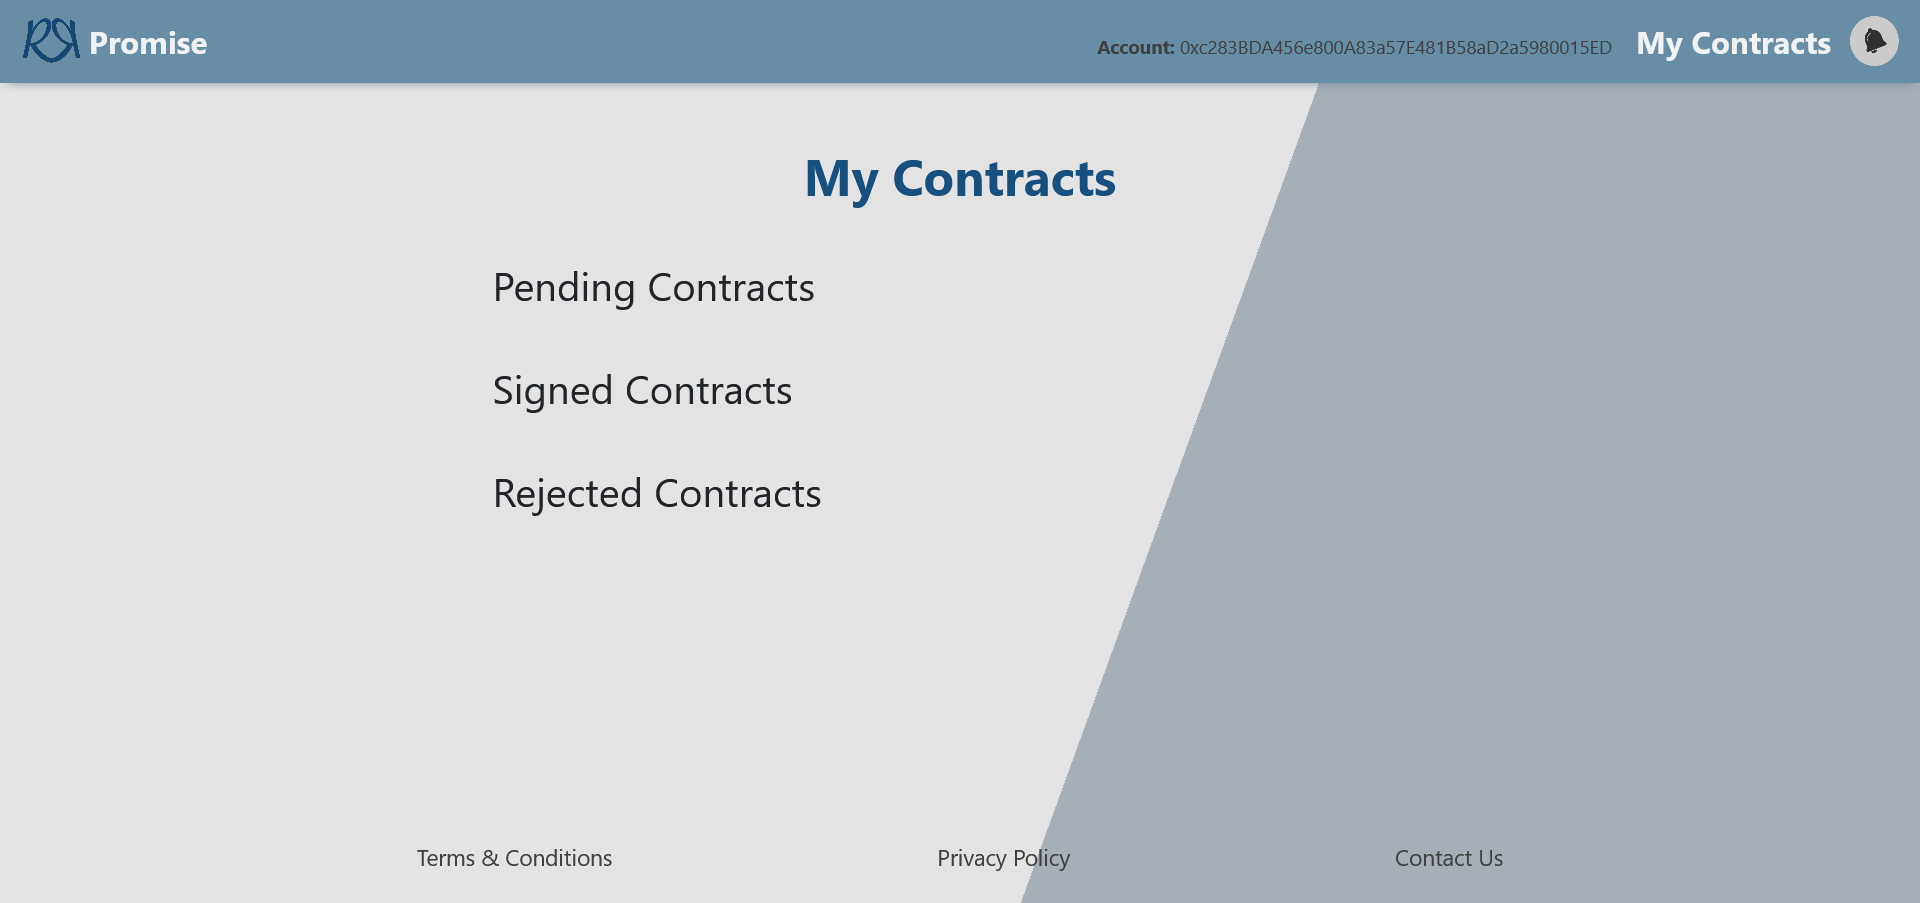 Promise
Account: 0xc283BDA456e800A83a57E481B58aD2a5980015ED
My Contracts
My Contracts
Pending Contracts
Signed Contracts
Rejected Contracts
Terms & Conditions
Privacy Policy
Contact Us